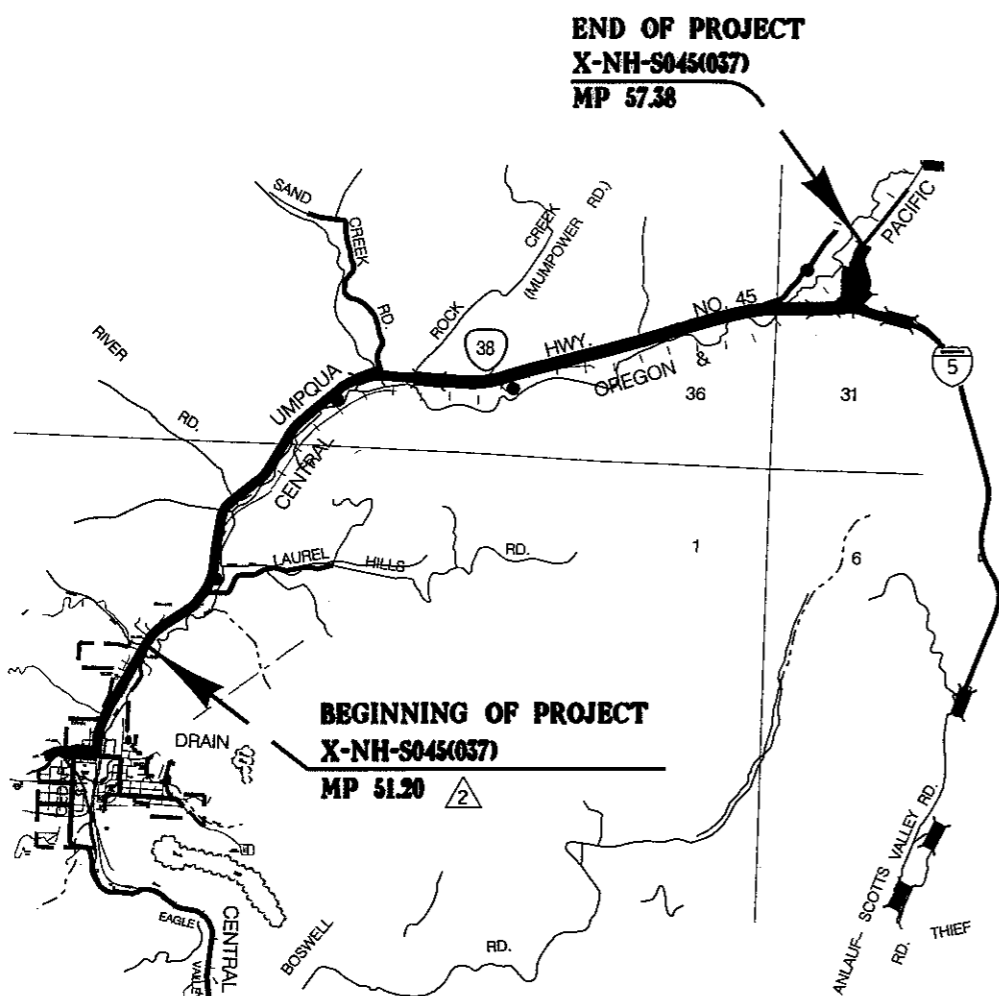 END OF PROJECT
X-NH-S045(037)
MP 57.38
SAND
CREEK
RD.
ROCK
CREEK
(MUMPOWER RD.)
PACIFIC
RIVER
RD.
UMPQUA
38
HWY.
NO. 45
OREGON &
CENTRAL
36
31
5
LAUREL
HILLS
RD.
1
6
BEGINNING OF PROJECT
X-NH-S045(037)
MP 51.20
2
DRAIN
EAGLE
VALLEY
CENTRAL
BOSWELL
RD.
ANLAUF- SCOTTS VALLEY RD.
RD.
THIEF